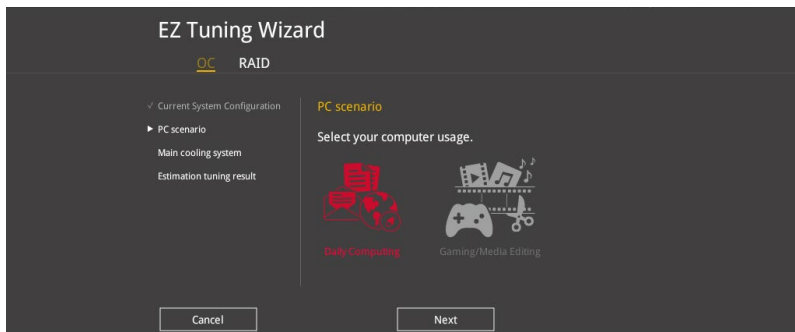 EZ Tuning Wizard
OC RAID
✓ Current System Configuration
▶ PC scenario
Main cooling system
Estimation tuning result
PC scenario
Select your computer usage.
Daily Computing
Gaming/Media Editing
Cancel
Next